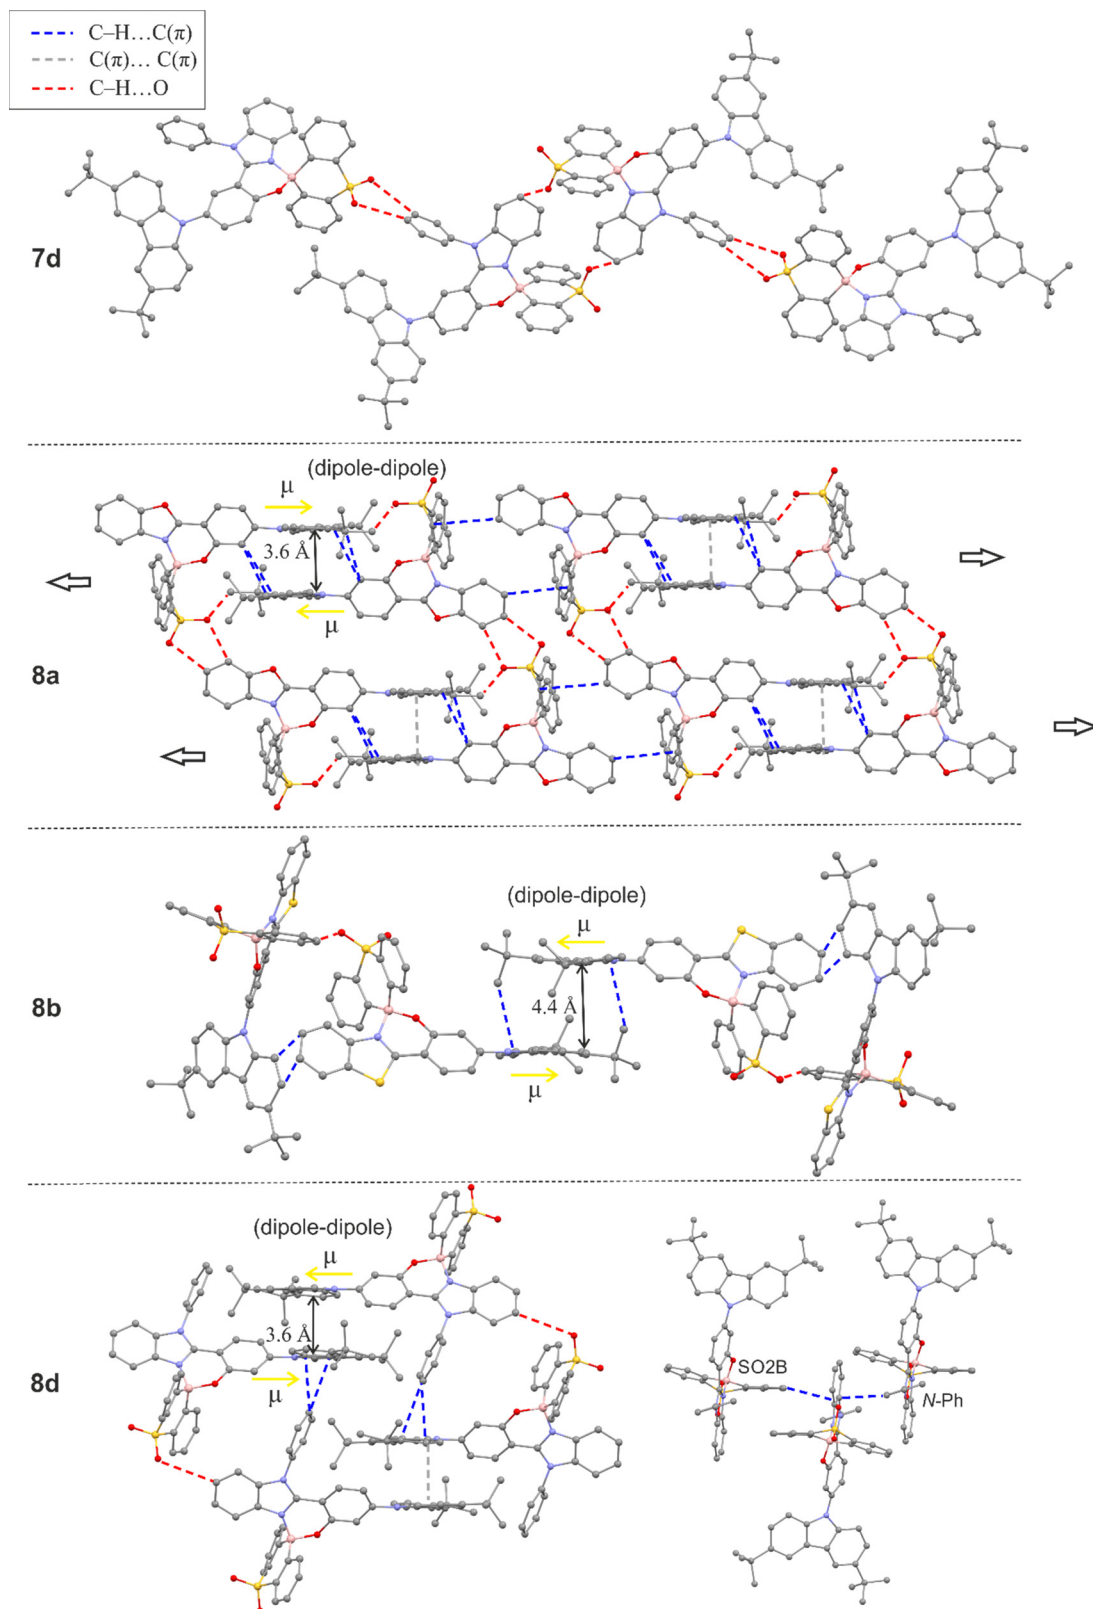 C–H...C(π)
C(π)... C(π)
C–H...O
7d
(dipole-dipole)
μ
3.6 Å
μ
8a
(dipole-dipole)
μ
4.4 Å
8b
μ
(dipole-dipole)
μ
3.6 Å
8d
μ
SO2B
N-Ph